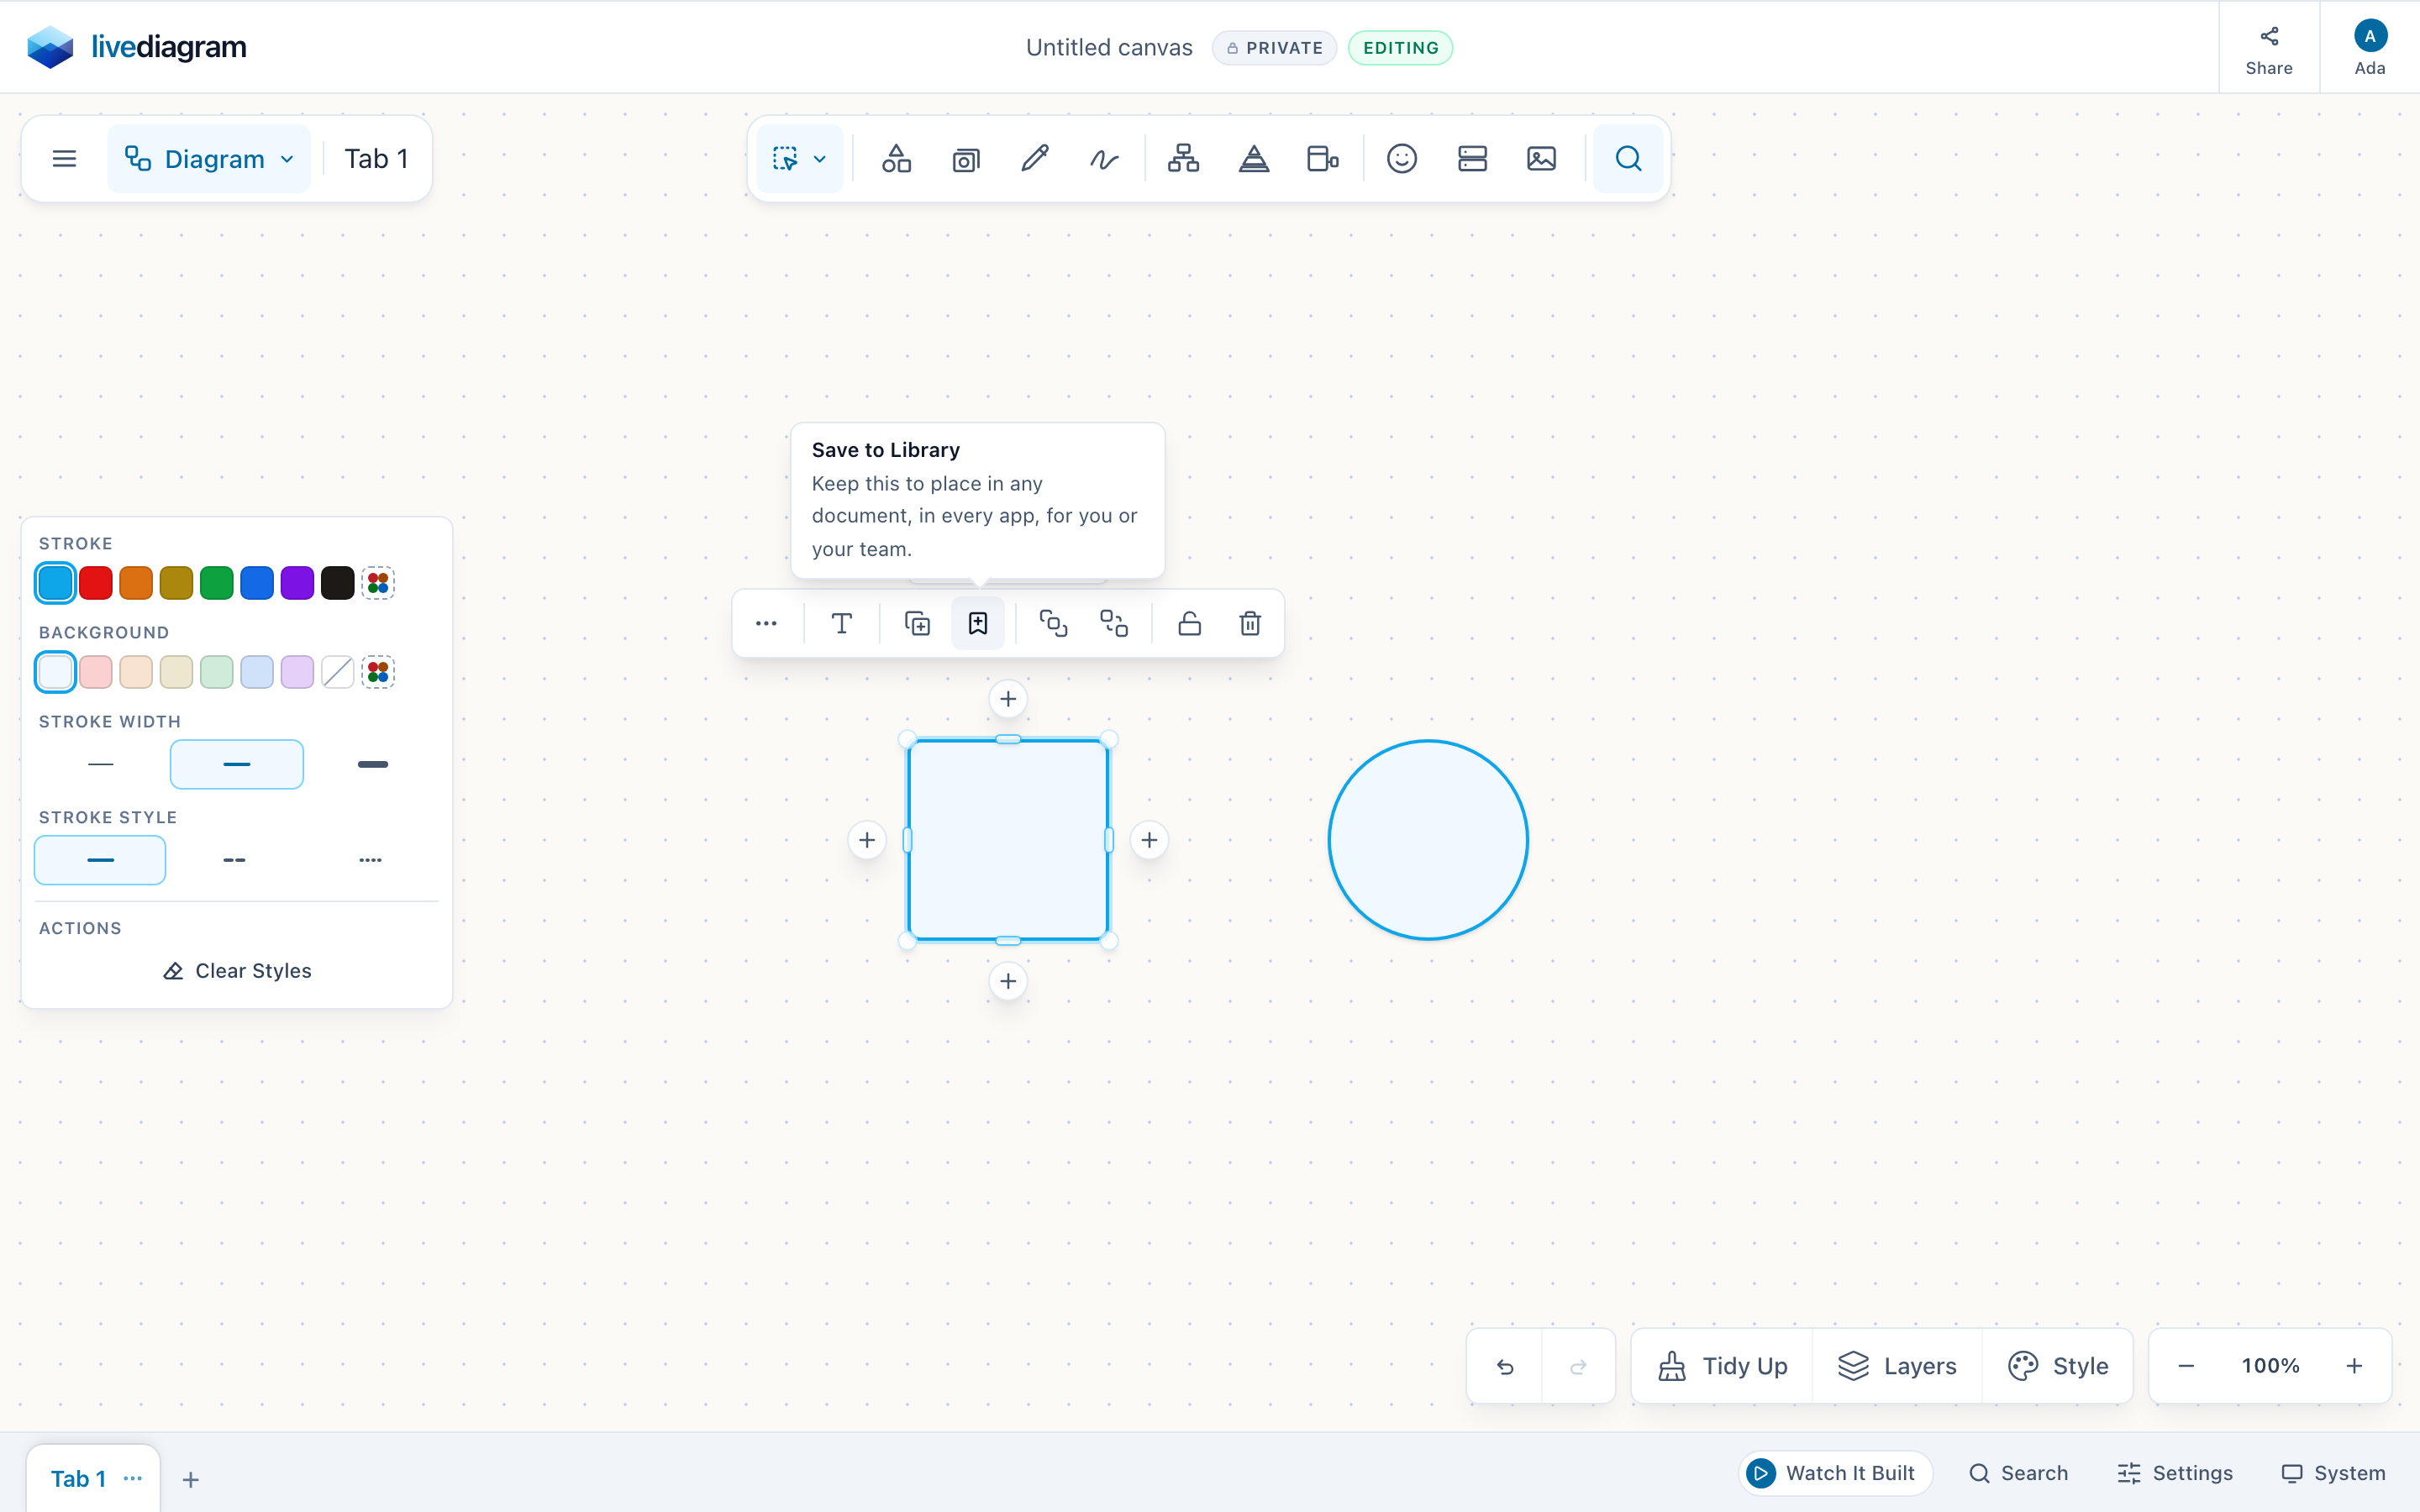 livediagram
Untitled canvas
PRIVATE
EDITING
Share
A
Ada
Diagram
Tab 1
Save to Library
Keep this to place in any
document, in every app, for you or
your team.
STROKE
BACKGROUND
STROKE WIDTH
STROKE STYLE
ACTIONS
Clear Styles
Tidy Up
Layers
Style
100%
Tab 1
Watch It Built
Search
Settings
System